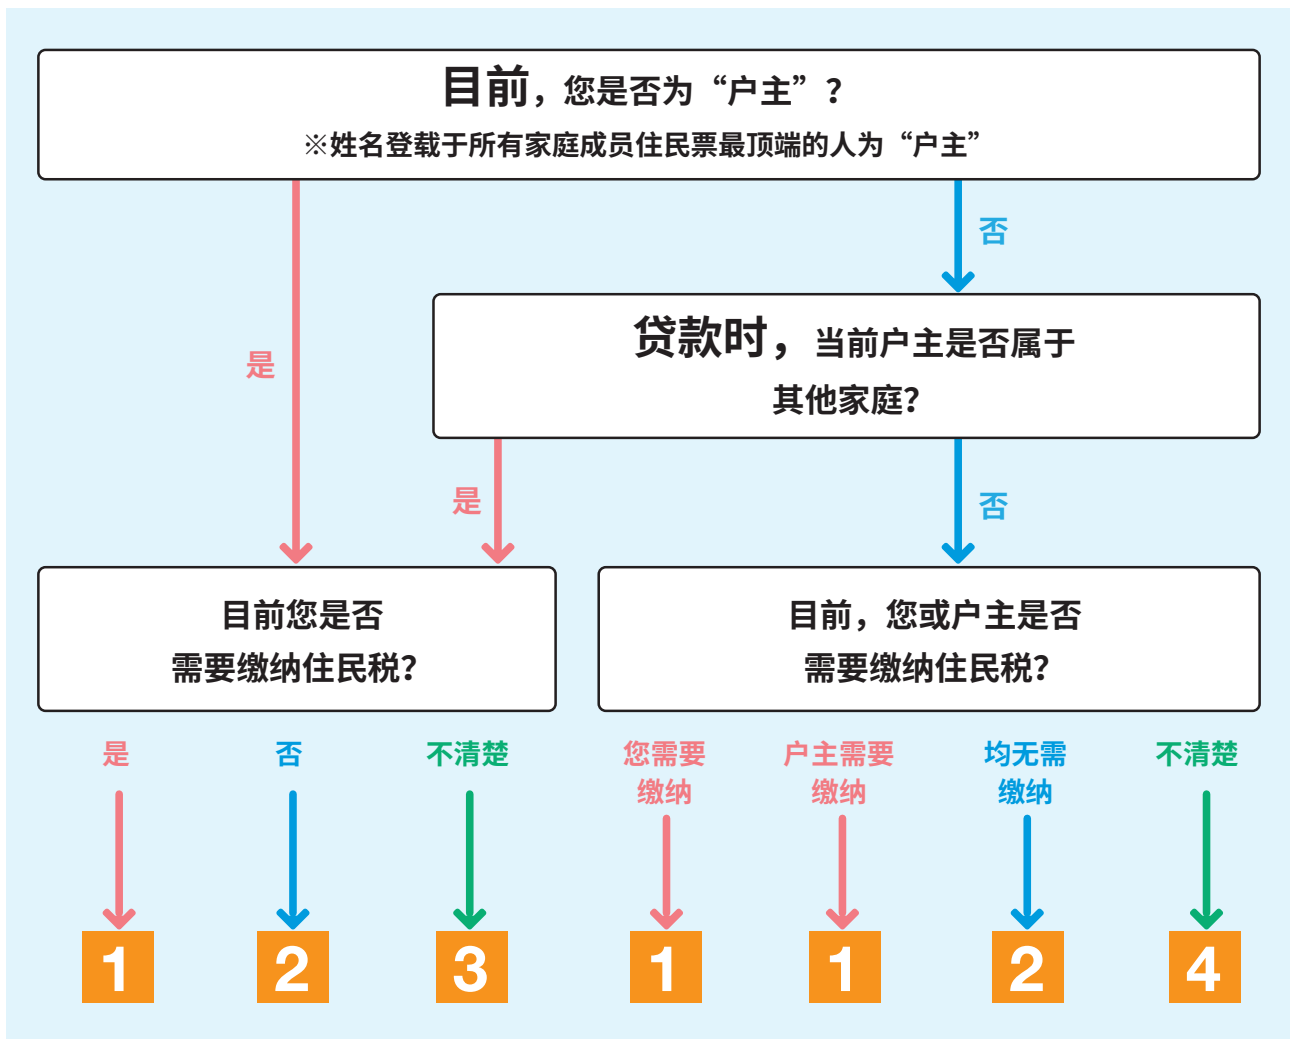 目前，您是否为“户主”？
※姓名登载于所有家庭成员住民票最顶端的人为“户主”
否
是
贷款时，当前户主是否属于
其他家庭？
是
否
目前您是否
需要缴纳住民税？
目前，您或户主是否
需要缴纳住民税？
是
否
不清楚
您需要
缴纳
户主需要
缴纳
均无需
缴纳
不清楚
1
2
3
1
1
2
4